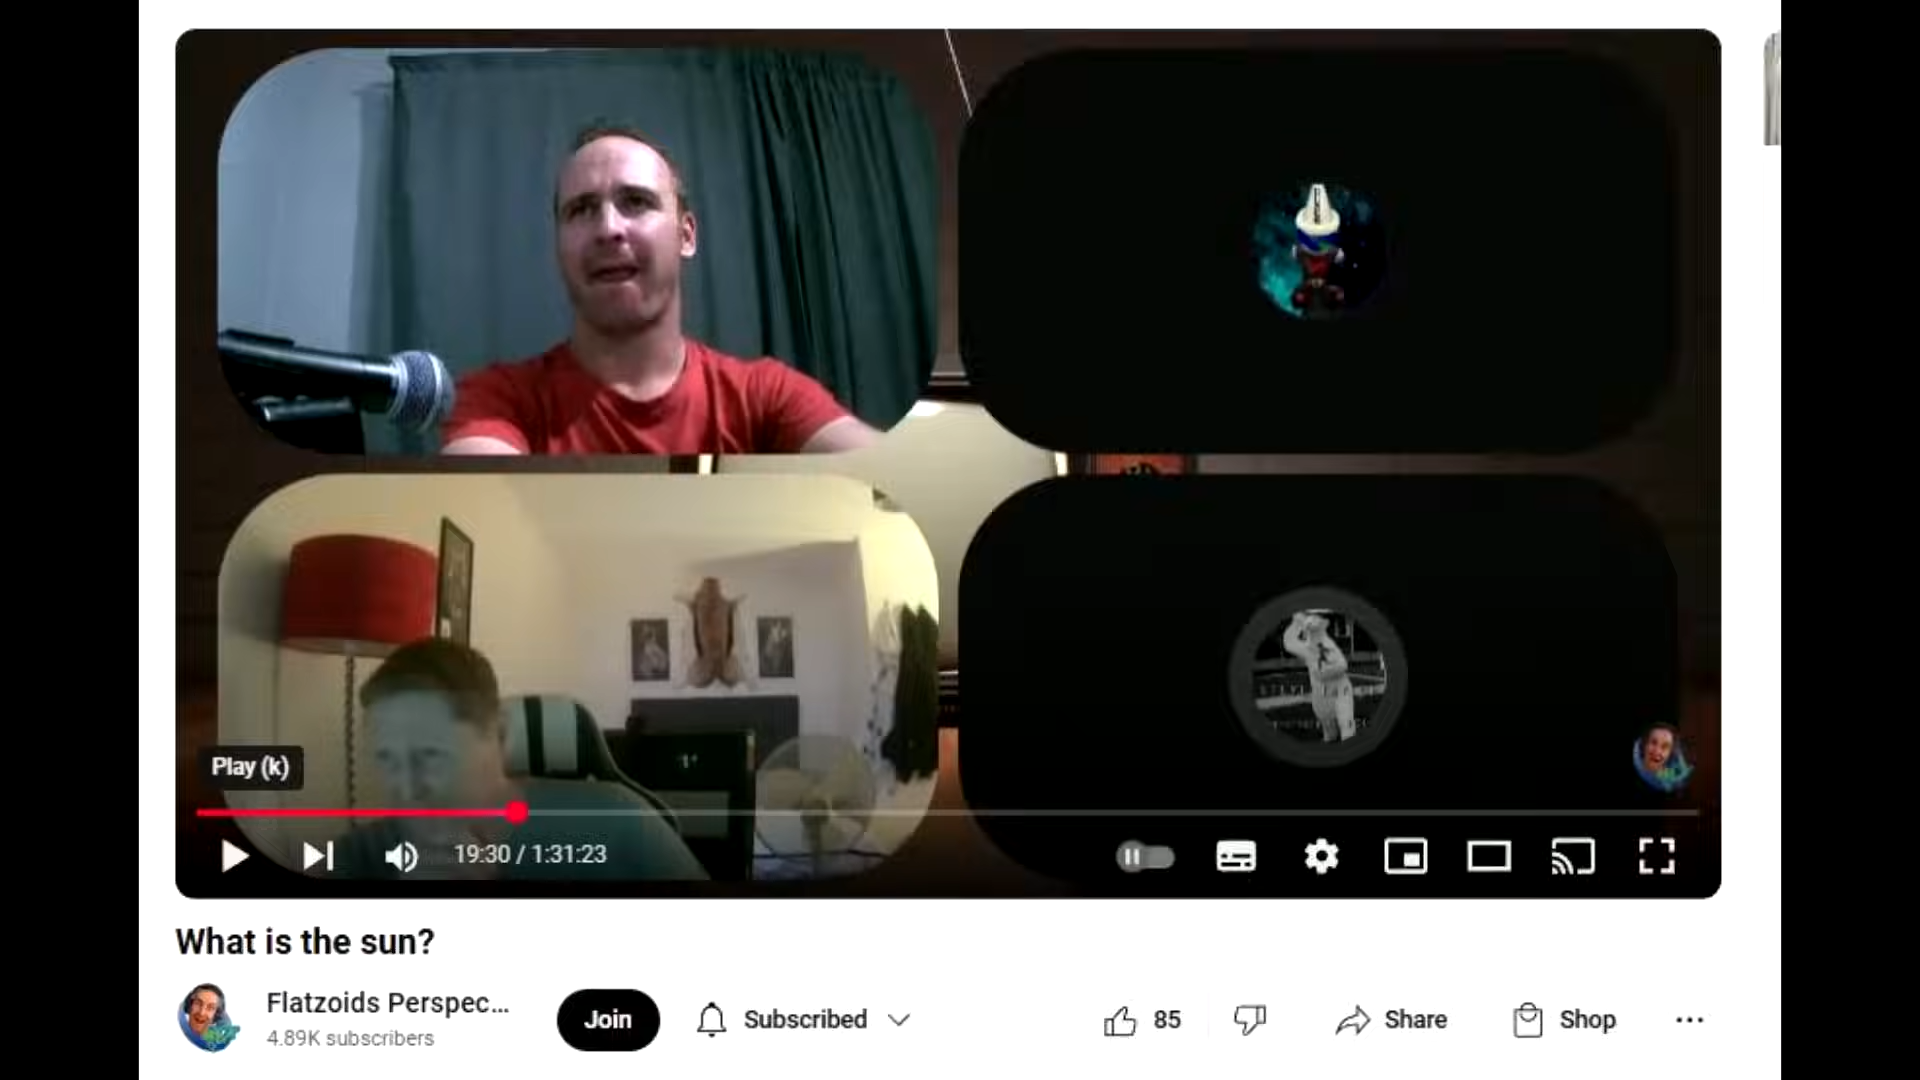 Play (k)
19:30 / 1:31:23
What is the sun?
Flatzoids Perspec...
4.89K subscribers
Join
Subscribed
85
Share
Shop